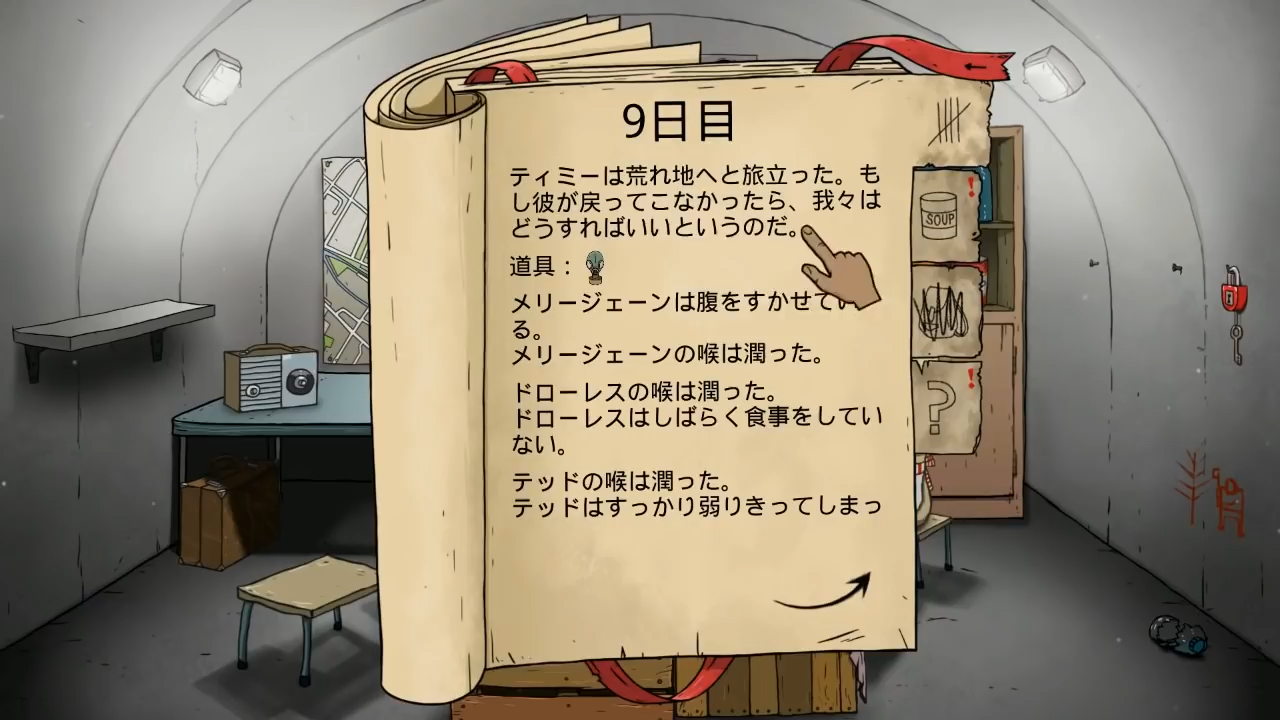 9日目
ティミーは荒れ地へと旅立った。も
し彼が戻ってこなかったら、我々は
どうすればいいというのだ。
道具：
メリージェーンは腹をすかせてい
る。
メリージェーンの喉は潤った。
ドローレスの喉は潤った。
ドローレスはしばらく食事をしてい
ない。
テッドの喉は潤った。
テッドはすっかり弱りきってしまっ
SOUP
!
?
!